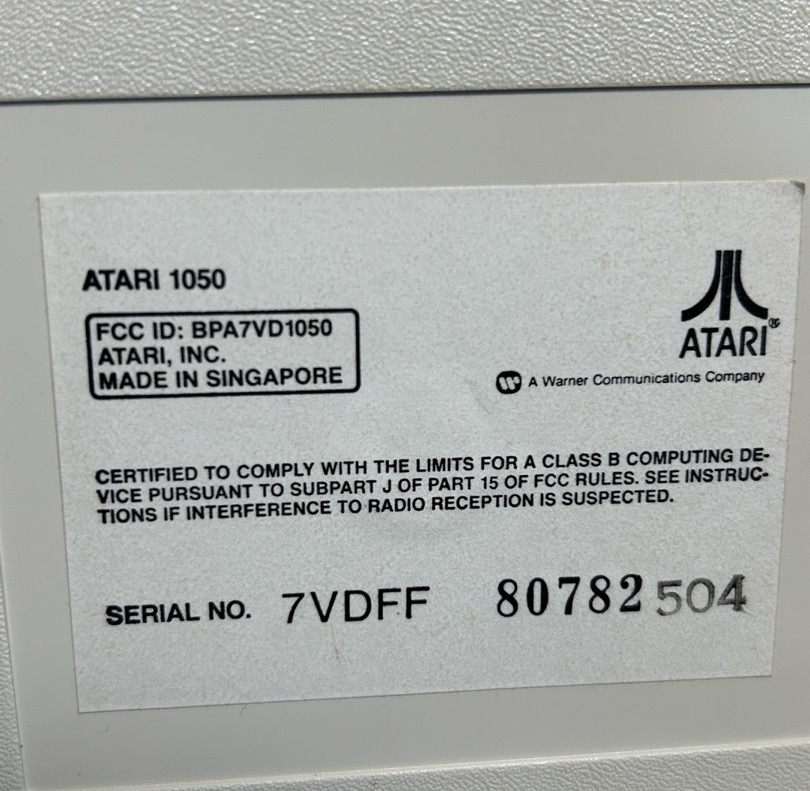 ATARI 1050
FCC ID: BPA7VD1050
ATARI, INC.
MADE IN SINGAPORE
ATARI®
W A Warner Communications Company
CERTIFIED TO COMPLY WITH THE LIMITS FOR A CLASS B COMPUTING DE-
VICE PURSUANT TO SUBPART J OF PART 15 OF FCC RULES. SEE INSTRUC-
TIONS IF INTERFERENCE TO RADIO RECEPTION IS SUSPECTED.
SERIAL NO. 7VDFF 80782 504